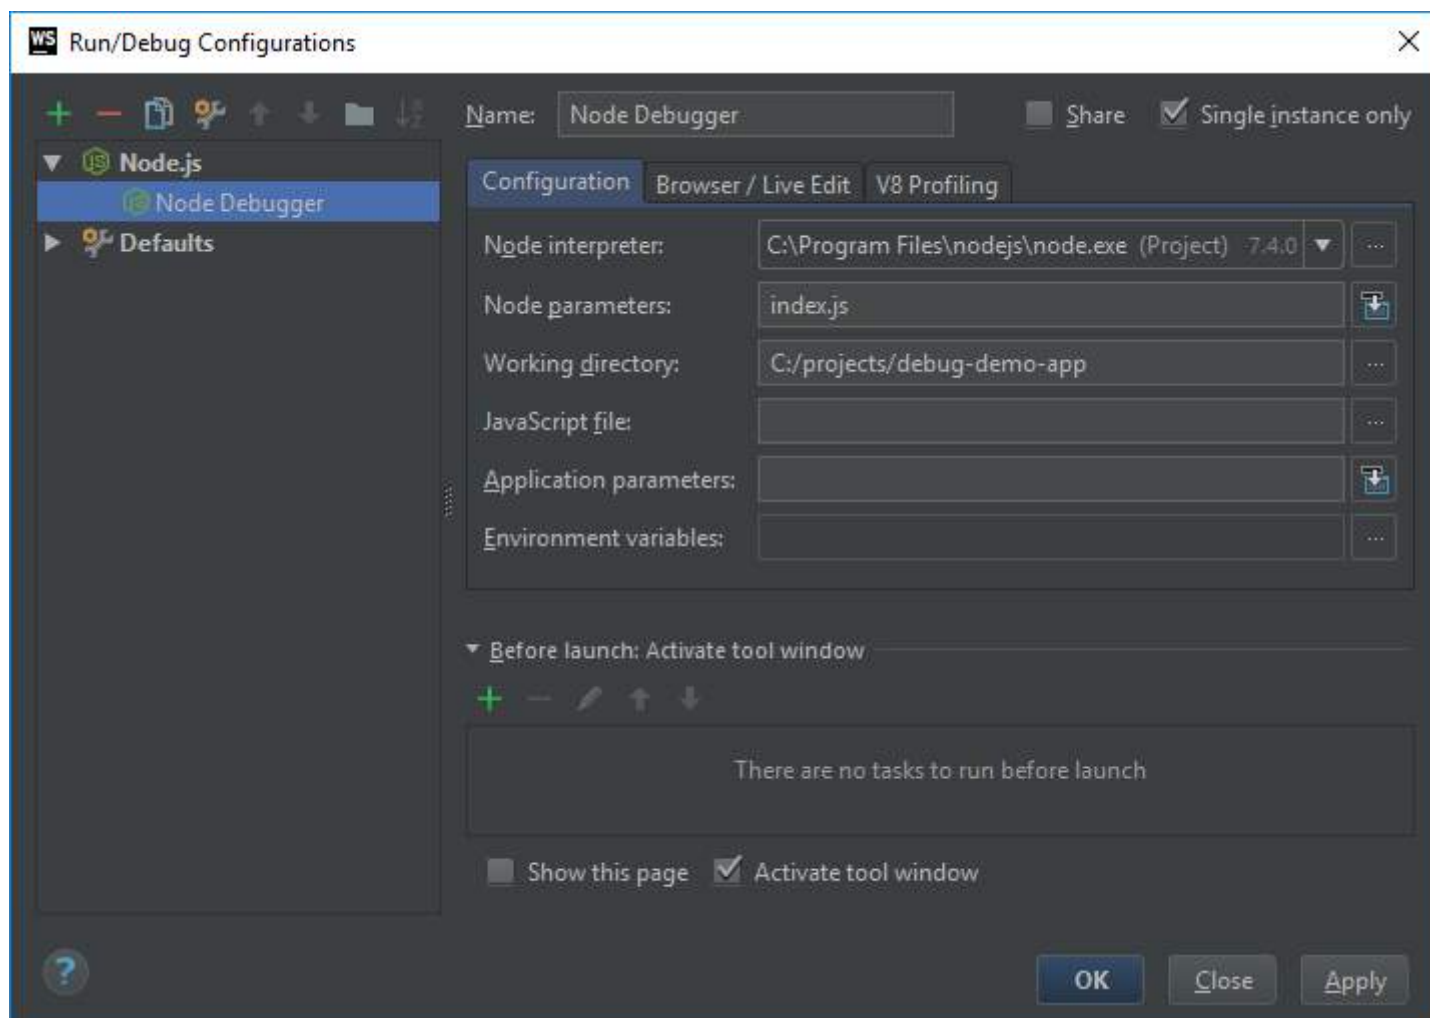 WS Run/Debug Configurations
Name: Node Debugger Share Single instance only
Node.js
Node Debugger
Defaults
Configuration Browser / Live Edit V8 Profiling
Node interpreter: C:\Program Files\nodejs\node.exe (Project) 7.4.0 ...
Node parameters: index.js
Working directory: C:/projects/debug-demo-app ...
JavaScript file: ...
Application parameters:
Environment variables: ...
Before launch: Activate tool window
There are no tasks to run before launch
Show this page Activate tool window
? OK Close Apply